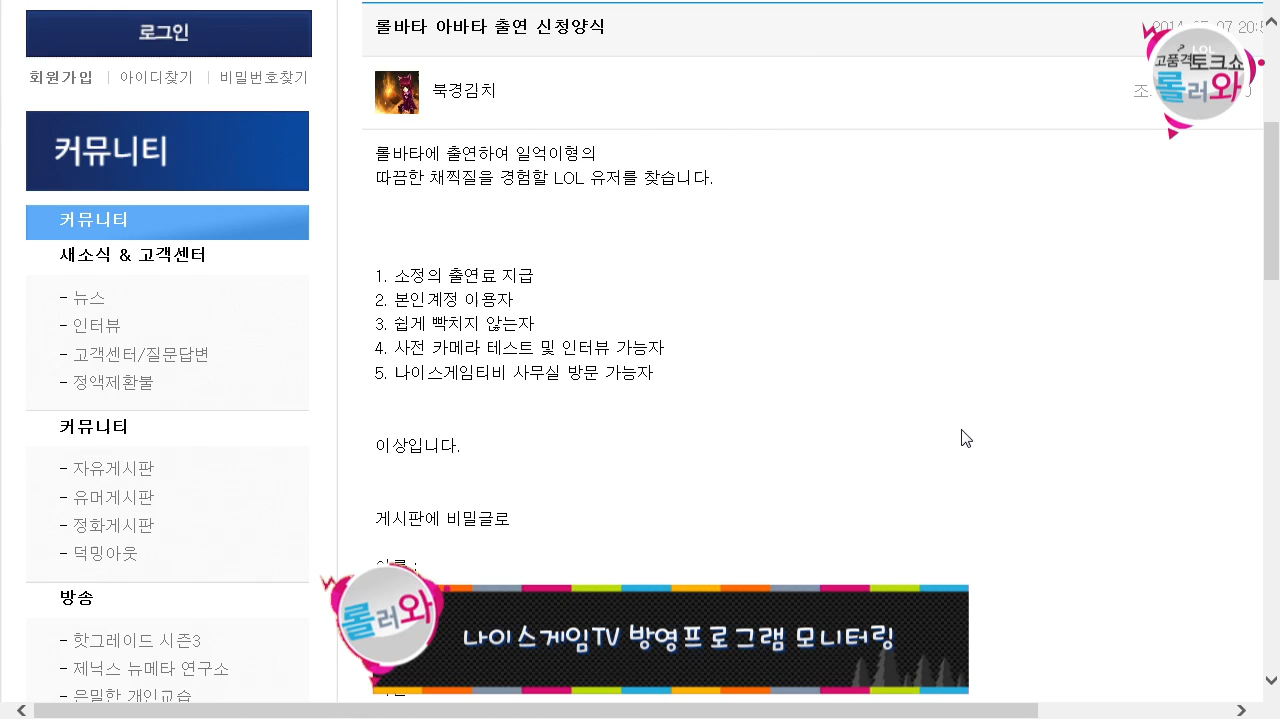 로그인
회원가입 | 아이디찾기 | 비밀번호찾기
커뮤니티
커뮤니티
새소식 & 고객센터
- 뉴스
- 인터뷰
- 고객센터/질문답변
- 정액제환불
커뮤니티
- 자유게시판
- 유머게시판
- 정화게시판
- 덕밍아웃
방송
- 핫그레이드 시즌3
- 제닉스 뉴메타 연구소
- 은밀한 개인교습
롤바타 아바타 출연 신청양식
북경김치
롤바타에 출연하여 일억이형의
따끔한 채찍질을 경험할 LOL 유저를 찾습니다.
1. 소정의 출연료 지급
2. 본인계정 이용자
3. 쉽게 빡치지 않는자
4. 사전 카메라 테스트 및 인터뷰 가능자
5. 나이스게임티비 사무실 방문 가능자
이상입니다.
게시판에 비밀글로
이름 :
LOL
고품격토크쇼
롤러와
롤러와
나이스게임TV 방영프로그램 모니터링